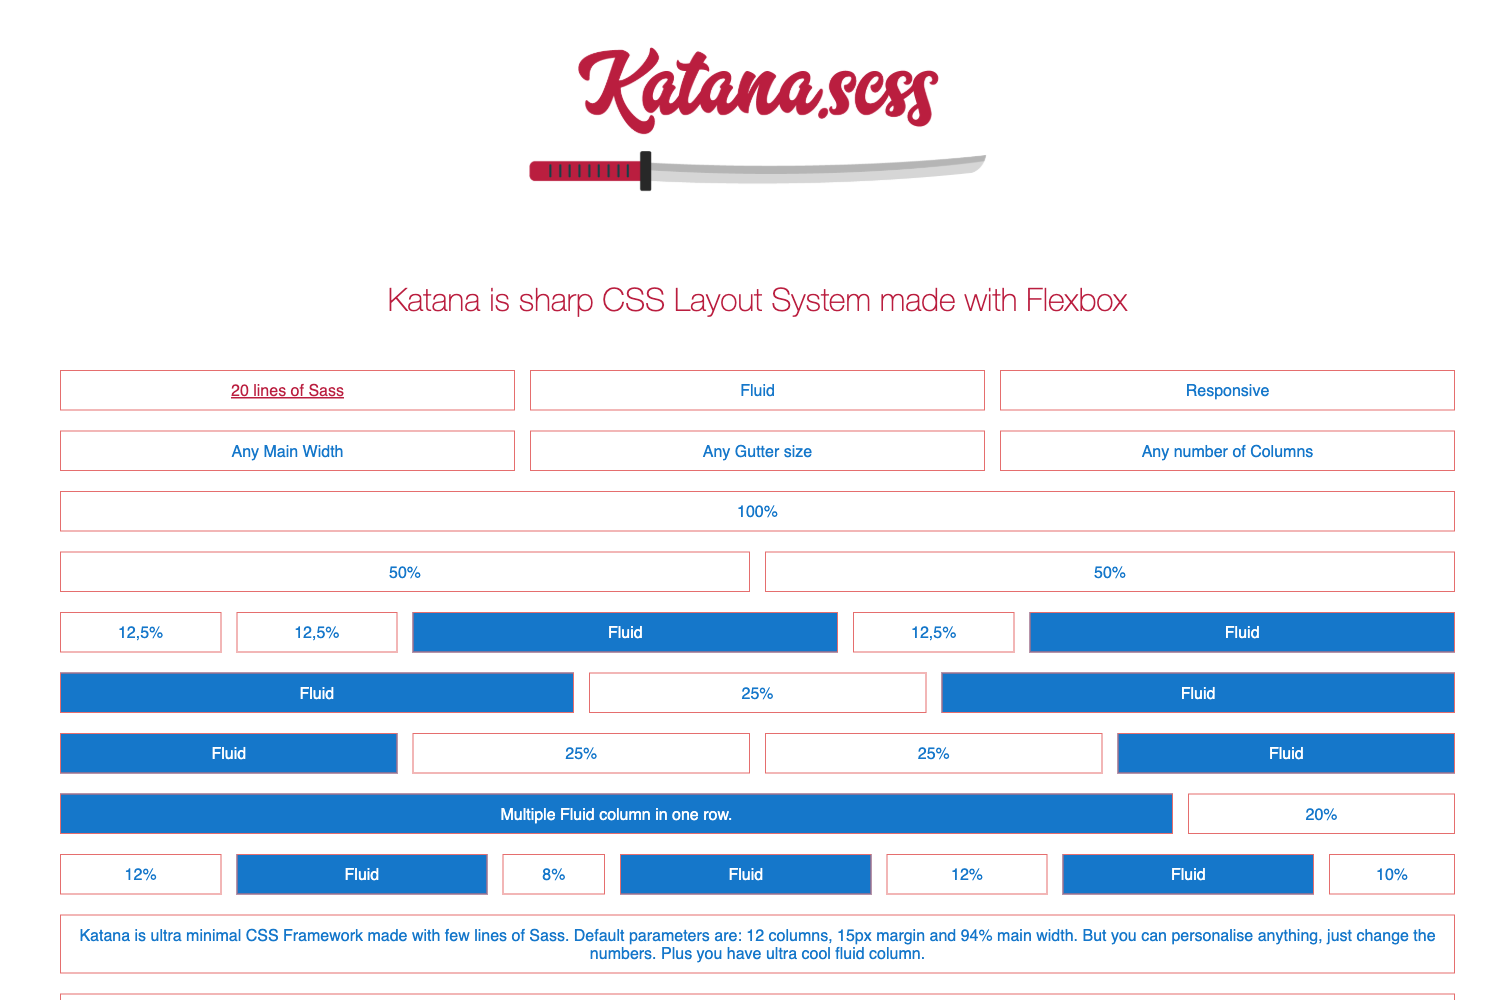 Katana.scss
Katana is sharp CSS Layout System made with Flexbox
20 lines of Sass Fluid Responsive
Any Main Width Any Gutter size Any number of Columns
100%
50% 50%
12,5% 12,5% Fluid 12,5% Fluid
Fluid 25% Fluid
Fluid 25% 25% Fluid
Multiple Fluid column in one row. 20%
12% Fluid 8% Fluid 12% Fluid 10%
Katana is ultra minimal CSS Framework made with few lines of Sass. Default parameters are: 12 columns, 15px margin and 94% main width. But you can personalise anything, just change the
numbers. Plus you have ultra cool fluid column.